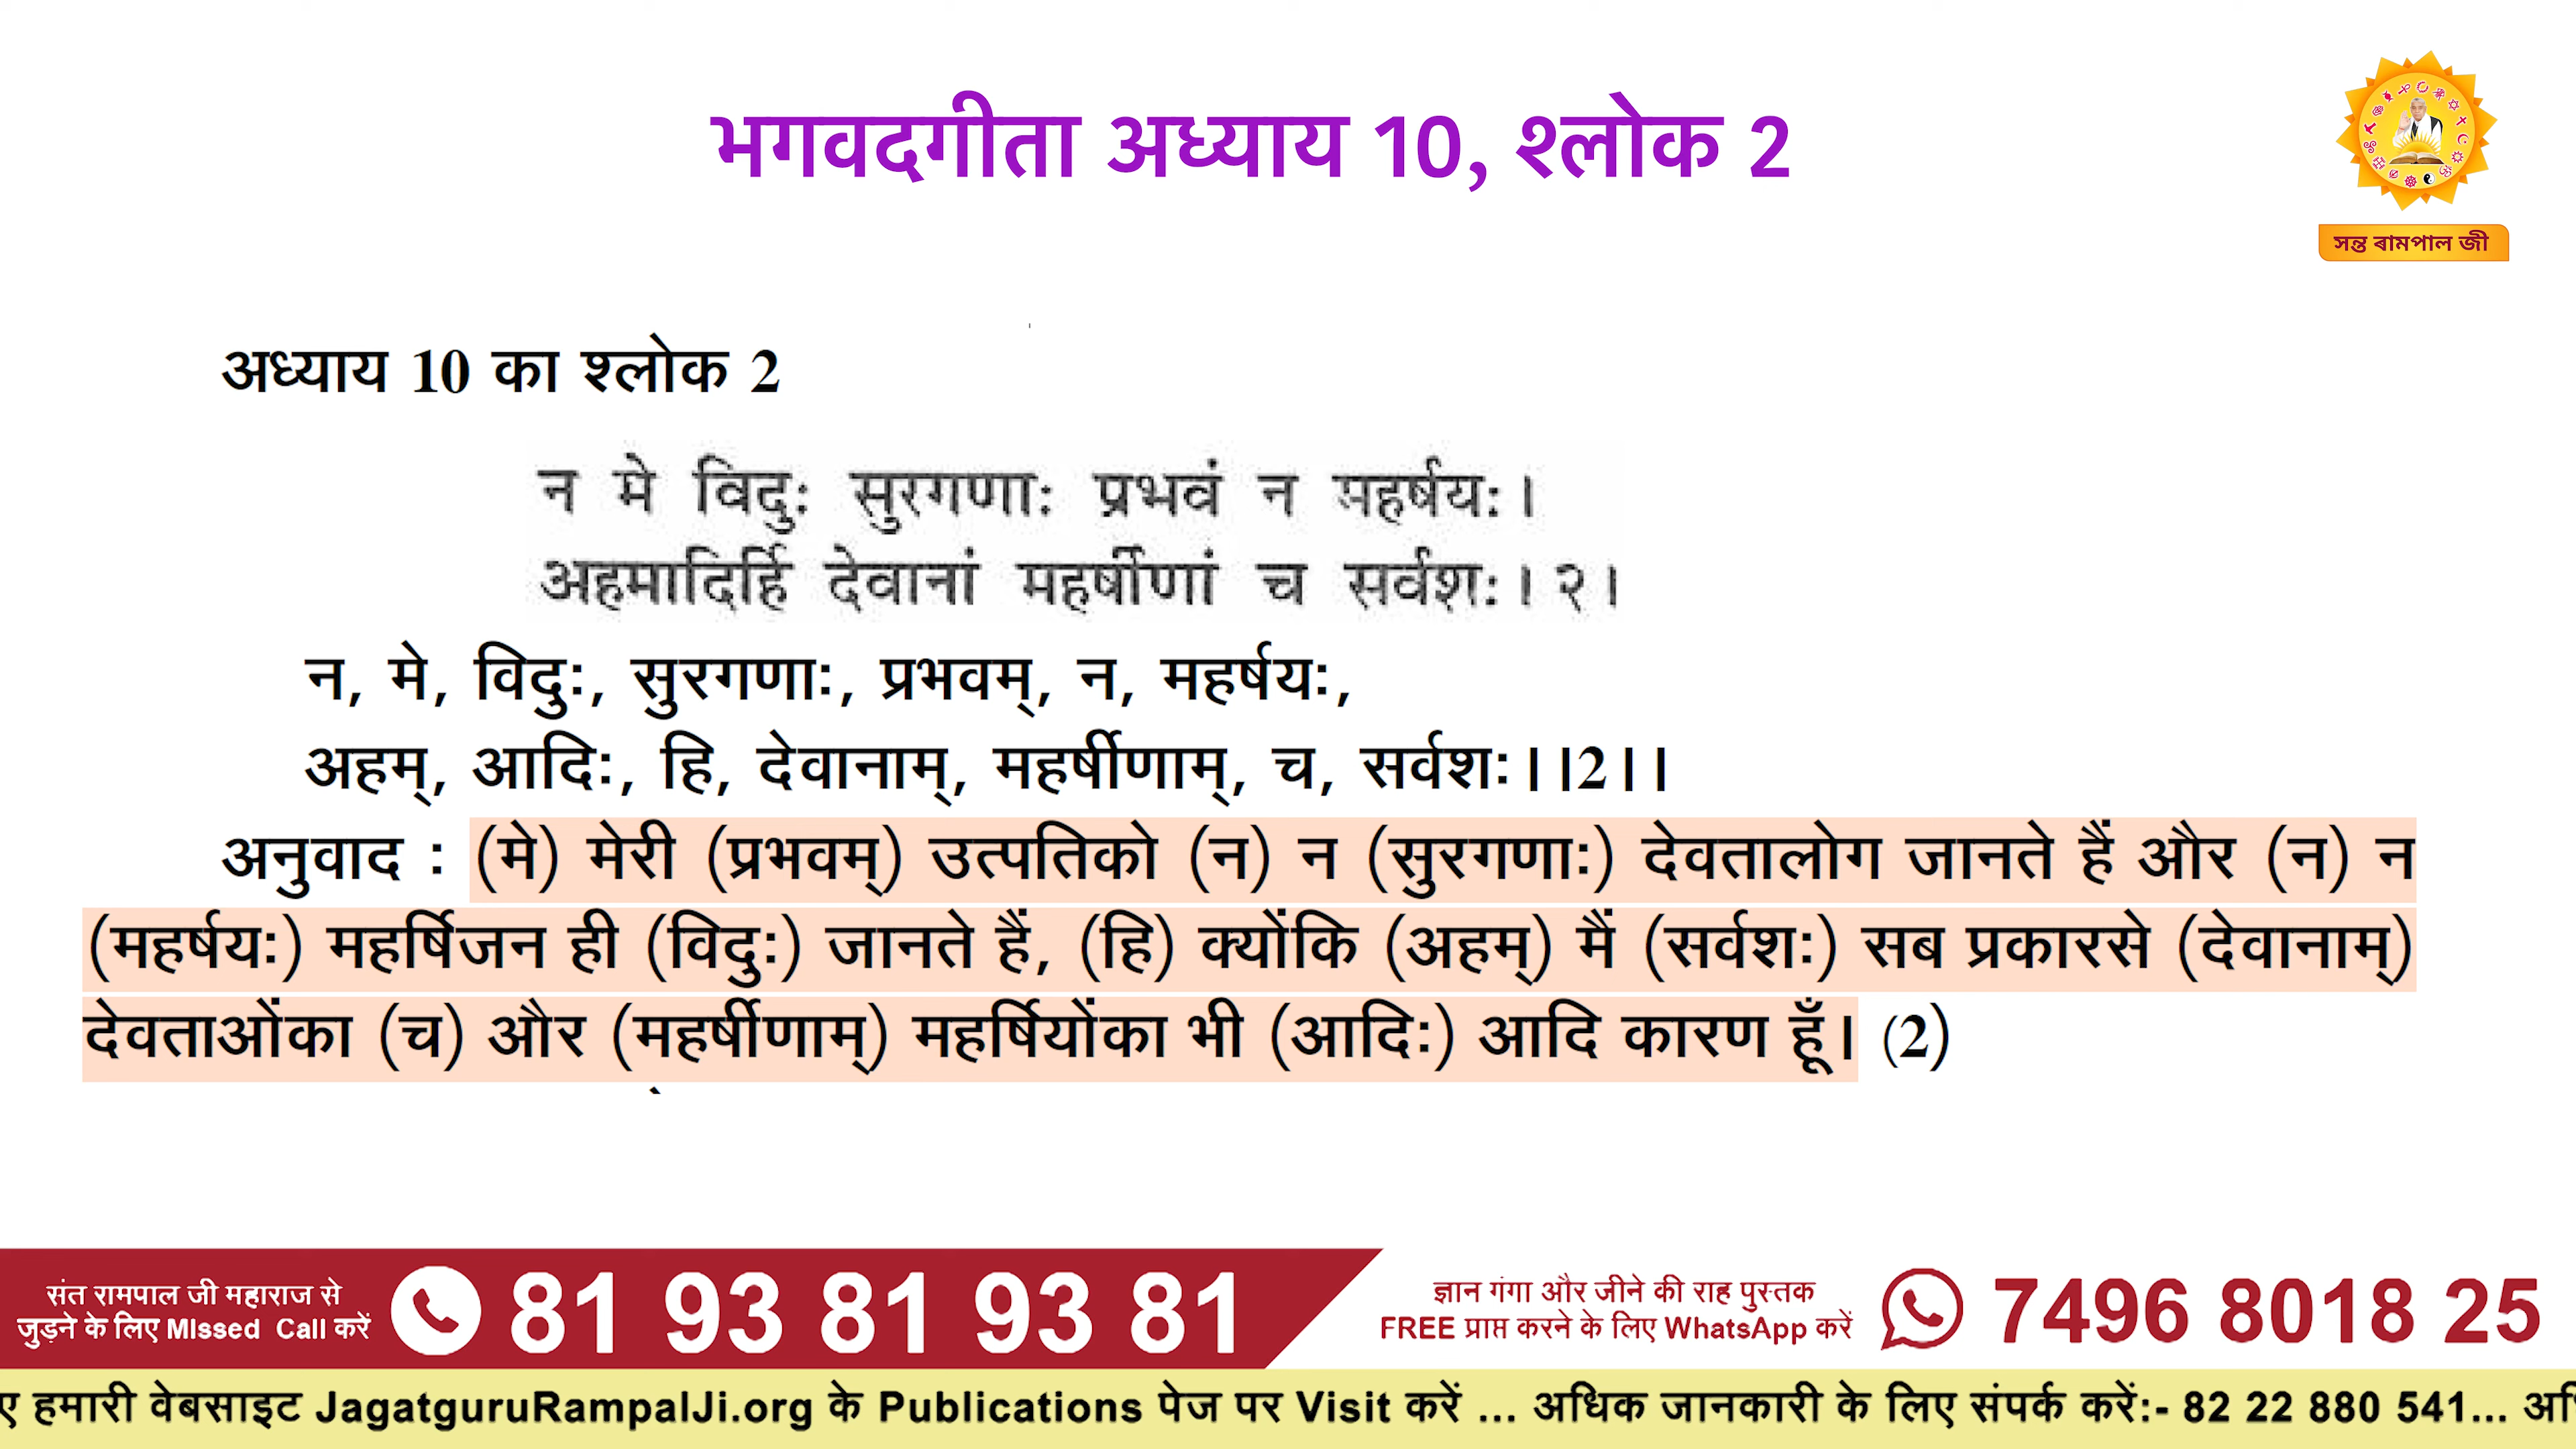 भगवदगीता अध्याय 10, श्लोक 2
সন্ত ৰামপাল জী
अध्याय 10 का श्लोक 2
न मे विदुः सुरगणाः प्रभवं न महर्षयः।
अहमादिर्हि देवानां महर्षीणां च सर्वशः।२।
न, मे, विदुः, सुरगणाः, प्रभवम्, न, महर्षयः,
अहम्, आदिः, हि, देवानाम्, महर्षीणाम्, च, सर्वशः।।2।।
अनुवाद : (मे) मेरी (प्रभवम्) उत्पतिको (न) न (सुरगणाः) देवतालोग जानते हैं और (न) न
(महर्षयः) महर्षिजन ही (विदुः) जानते हैं, (हि) क्योंकि (अहम्) मैं (सर्वशः) सब प्रकारसे (देवानाम्)
देवताओंका (च) और (महर्षीणाम्) महर्षियोंका भी (आदिः) आदि कारण हूँ। (2)
संत रामपाल जी महाराज से
जुड़ने के लिए MIssed Call करें
81 93 81 93 81
ज्ञान गंगा और जीने की राह पुस्तक
FREE प्राप्त करने के लिए WhatsApp करें
7496 8018 25
ए हमारी वेबसाइट JagatguruRampalJi.org के Publications पेज पर Visit करें ... अधिक जानकारी के लिए संपर्क करें:- 82 22 880 541...